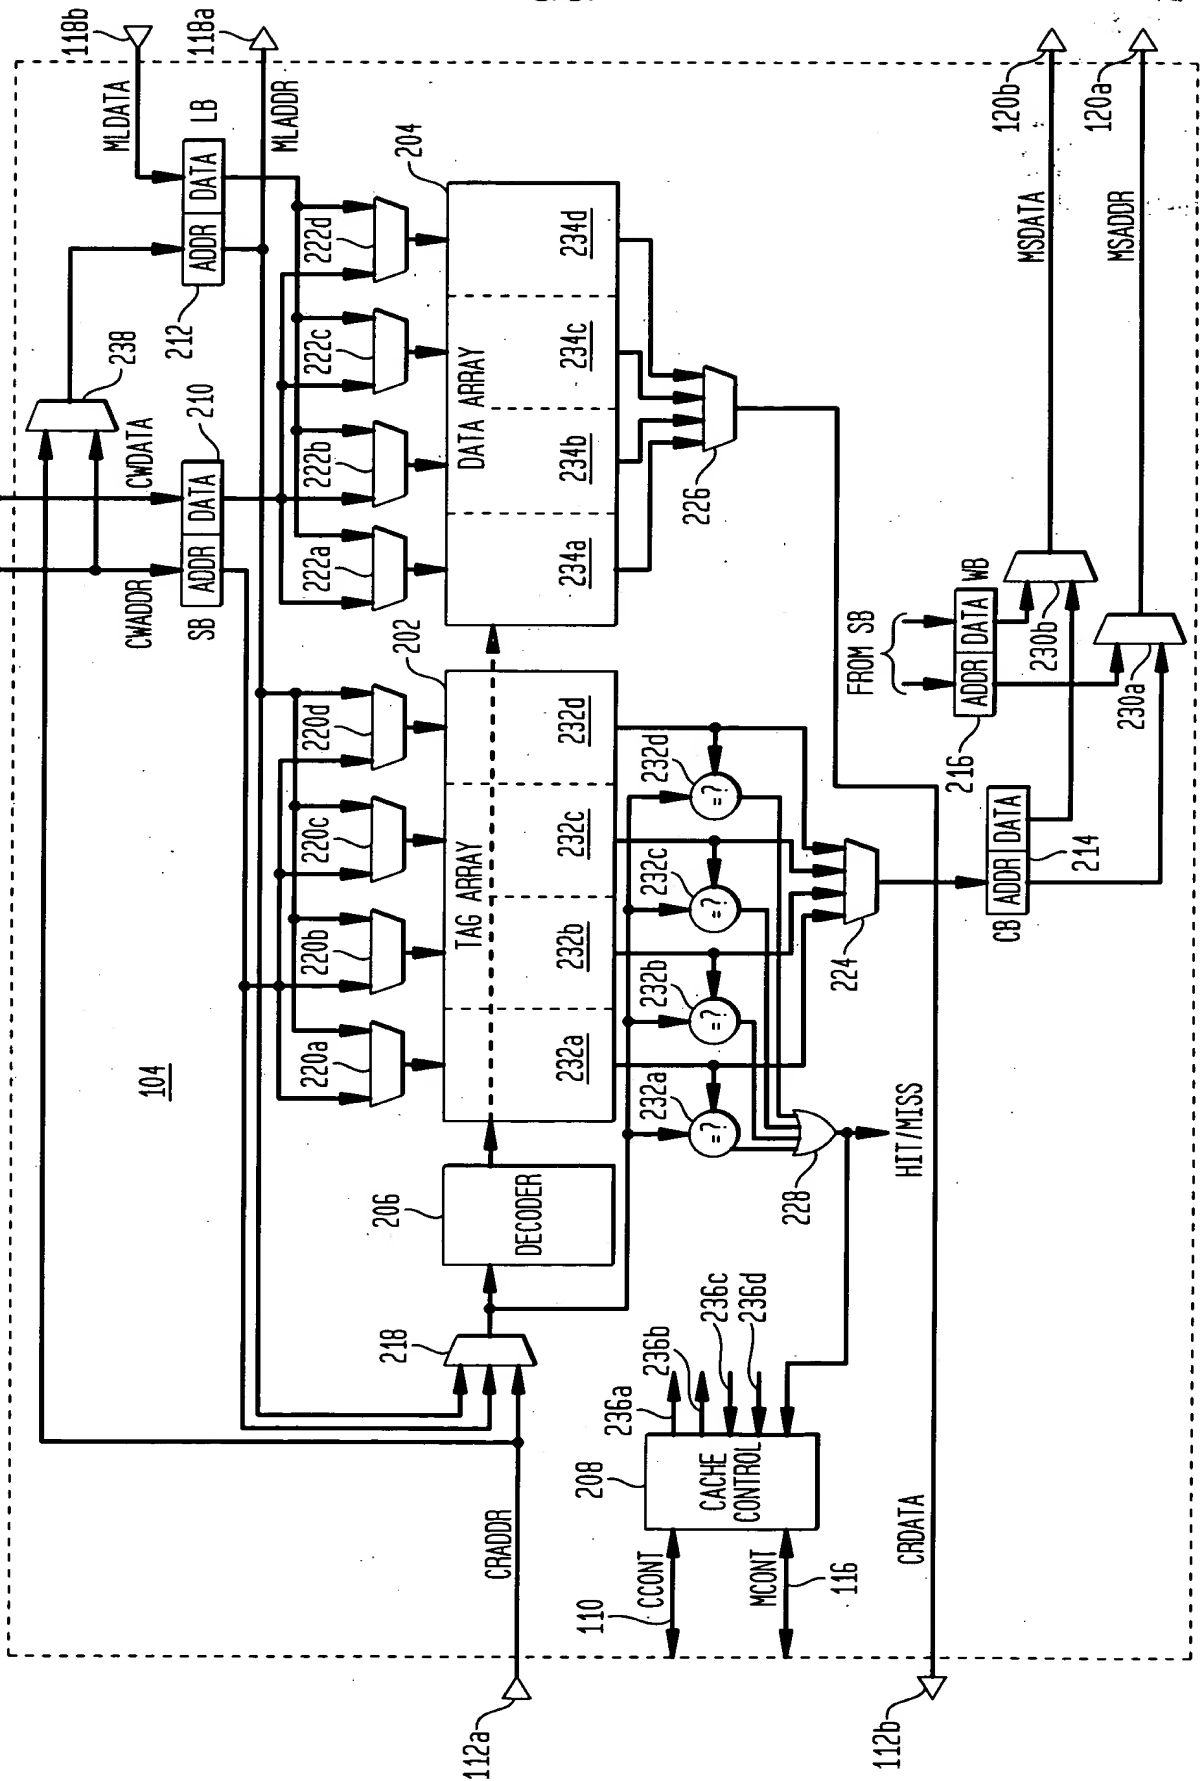 118b
118a
MLDATA
LB
MLADDR
ADDR
DATA
212
238
CWDATA
210
CWADDR
ADDR
DATA
SB
104
222a
222b
222c
222d
204
DATA ARRAY
234a
234b
234c
234d
226
220a
220b
220c
220d
202
TAG ARRAY
232a
232b
232c
232d
206
DECODER
218
232a
232b
232c
232d
=?
=?
=?
=?
228
224
HIT/MISS
CRADDR
112a
208
CACHE
CONTROL
236a
236b
236c
236d
CCONT
110
MCONT
116
CRDATA
112b
CB
ADDR
DATA
214
FROM SB
216
ADDR
DATA
WB
230b
230a
MSDATA
120b
MSADDR
120a